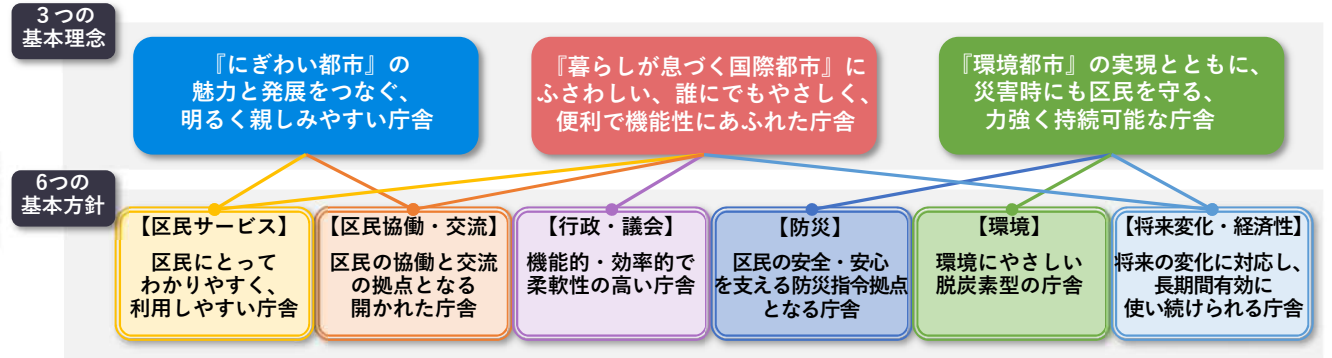 3つの
基本理念
『にぎわい都市』の
魅力と発展をつなぐ、
明るく親しみやすい庁舎
『暮らしが息づく国際都市』に
ふさわしい、誰にでもやさしく、
便利で機能性にあふれた庁舎
『環境都市』の実現とともに、
災害時にも区民を守る、
力強く持続可能な庁舎
6つの
基本方針
【区民サービス】
区民にとって
わかりやすく、
利用しやすい庁舎
【区民協働・交流】
区民の協働と交流
の拠点となる
開かれた庁舎
【行政・議会】
機能的・効率的で
柔軟性の高い庁舎
【防災】
区民の安全・安心
を支える防災指令拠点
となる庁舎
【環境】
環境にやさしい
脱炭素型の庁舎
【将来変化・経済性】
将来の変化に対応し、
長期間有効に
使い続けられる庁舎